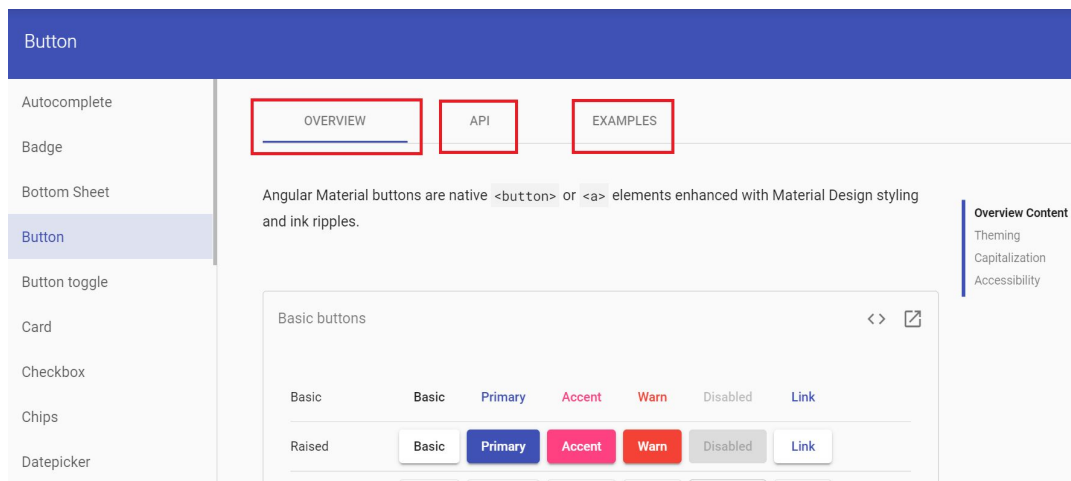 Button
Autocomplete
Badge
Bottom Sheet
Button
Button toggle
Card
Checkbox
Chips
Datepicker
OVERVIEW API EXAMPLES
Angular Material buttons are native <button> or <a> elements enhanced with Material Design styling
and ink ripples.
Basic buttons < >
Basic Basic Primary Accent Warn Disabled Link
Raised Basic Primary Accent Warn Disabled Link
Overview Content
Theming
Capitalization
Accessibility